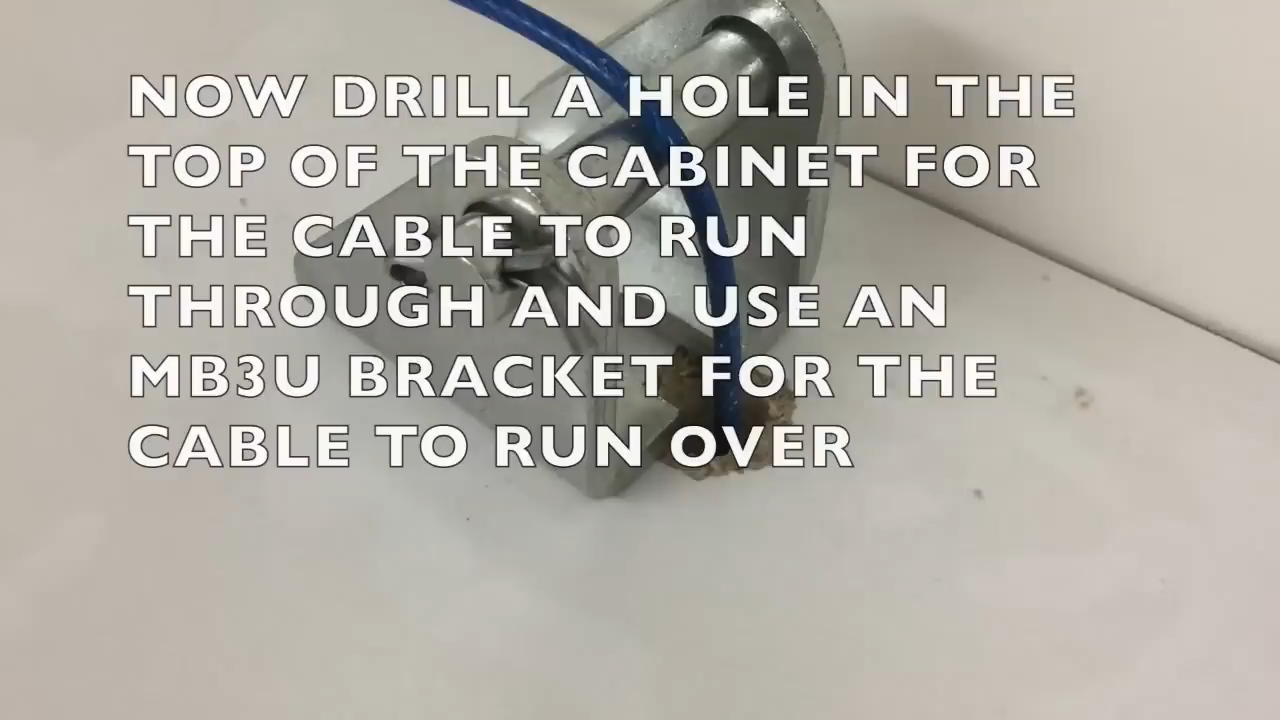 NOW DRILL A HOLE IN THE
TOP OF THE CABINET FOR
THE CABLE TO RUN
THROUGH AND USE AN
MB3U BRACKET FOR THE
CABLE TO RUN OVER